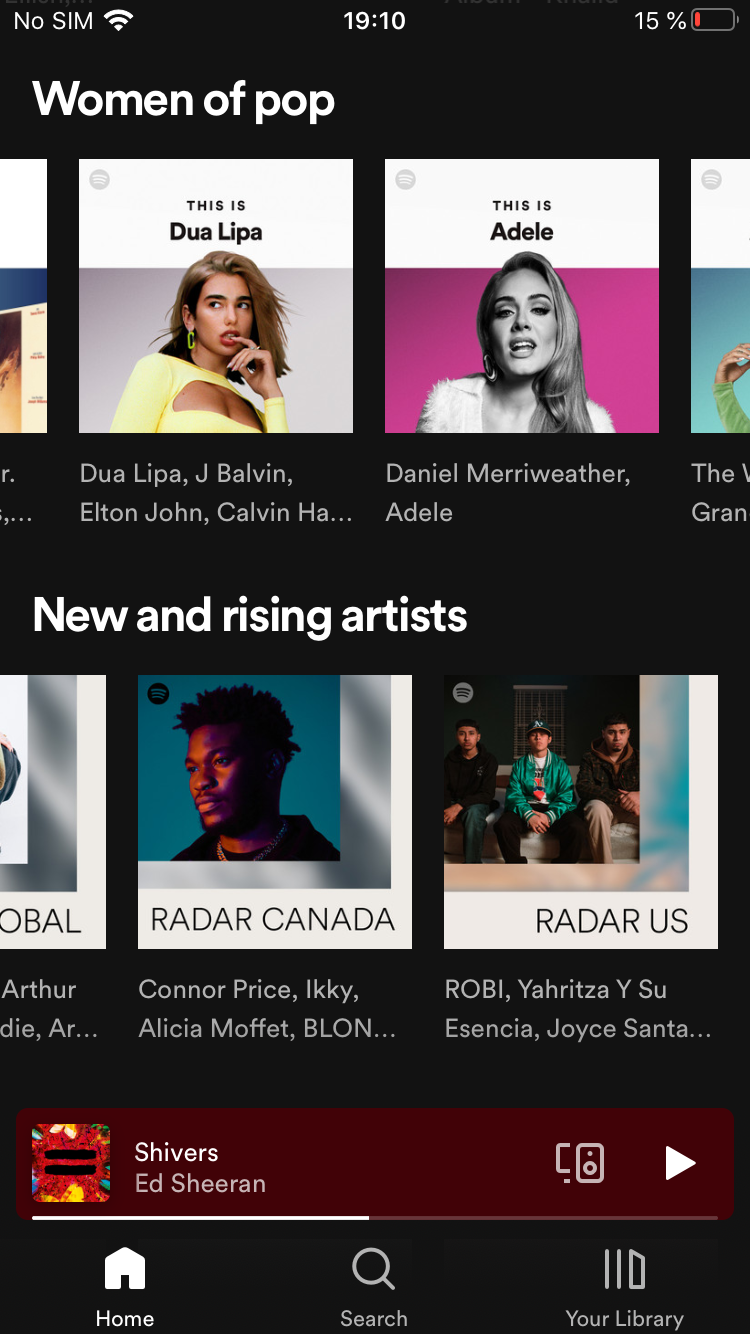 No SIM 19:10 15 %
Women of pop
THIS IS
Dua Lipa
THIS IS
Adele
r. Dua Lipa, J Balvin, Daniel Merriweather, The
s,... Elton John, Calvin Ha... Adele Gran
New and rising artists
OBAL RADAR CANADA RADAR US
Arthur Connor Price, Ikky, ROBI, Yahritza Y Su
die, Ar... Alicia Moffet, BLON... Esencia, Joyce Santa...
Shivers
Ed Sheeran
Home Search Your Library